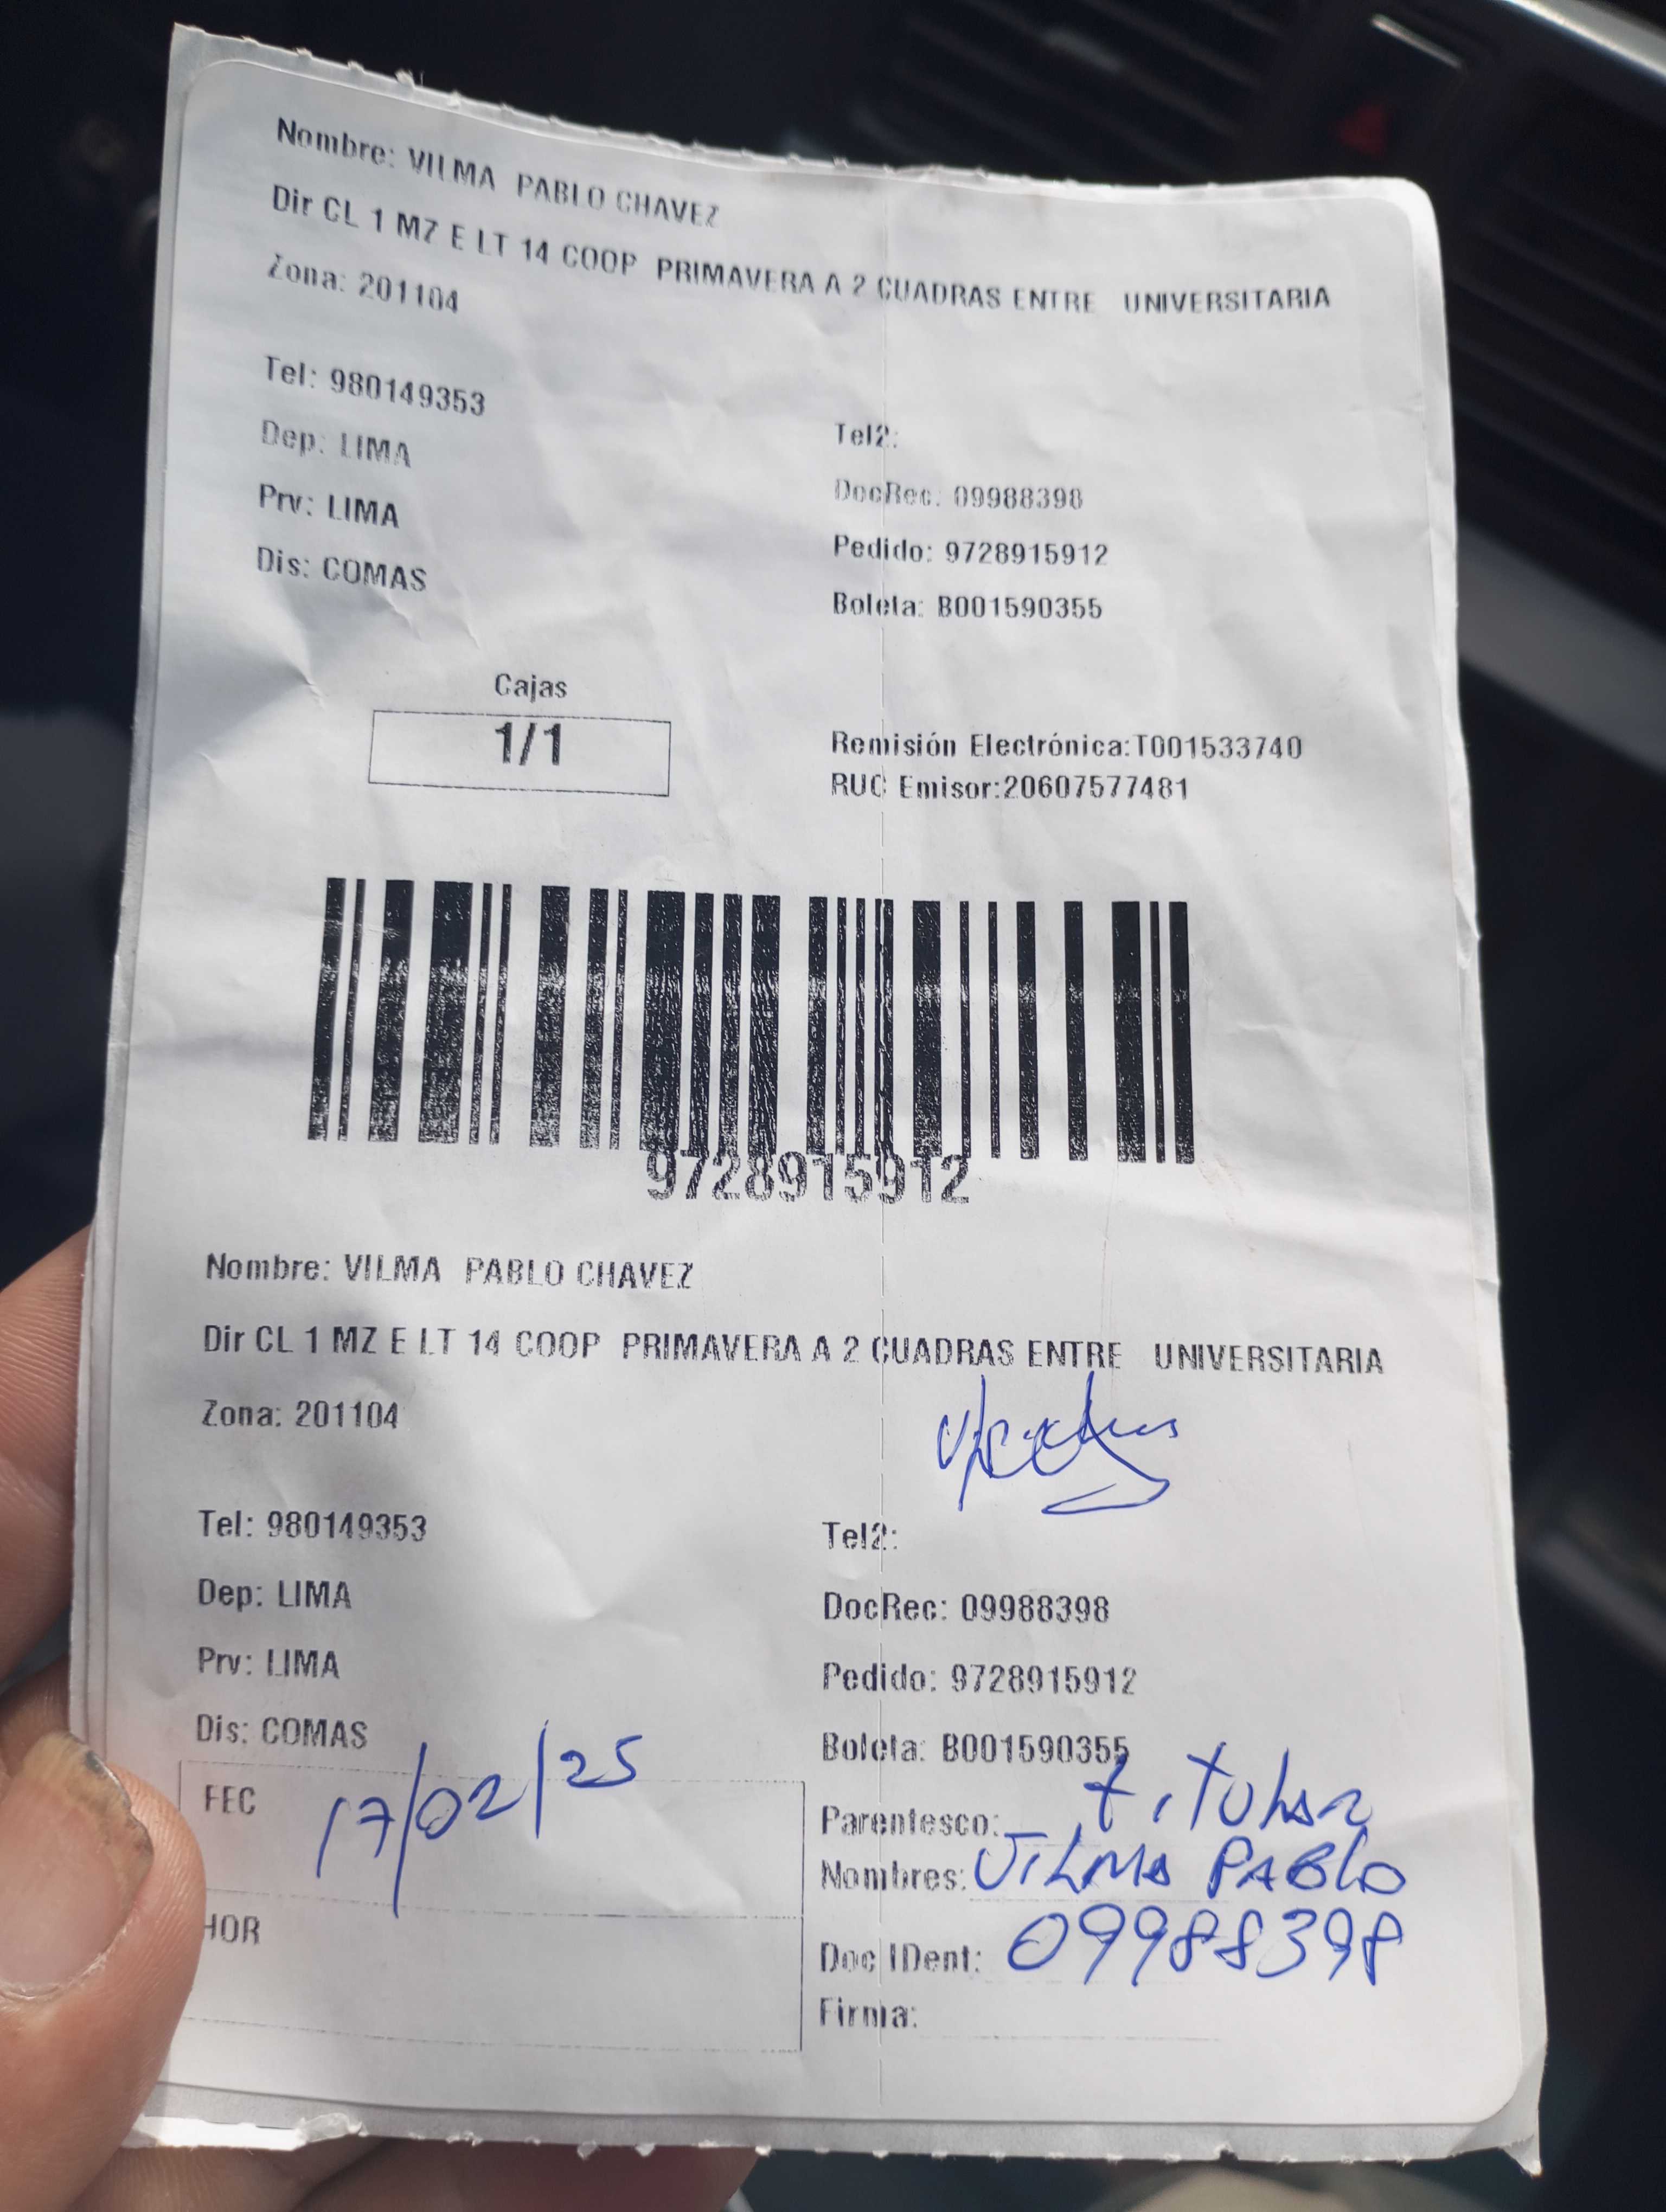 Nombre: VILMA PABLO CHAVEZ
Dir CL 1 MZ E LT 14 COOP PRIMAVERA A 2 CUADRAS ENTRE UNIVERSITARIA
Zona: 201104
Tel: 980149353
Tel2:
Dep: LIMA
DocRec: 09988398
Prv: LIMA
Pedido: 9728915912
Dis: COMAS
Boleta: B001590355
Cajas
1/1
Remisión Electrónica:T001533740
RUC Emisor:20607577481
9728915912
Nombre: VILMA PABLO CHAVEZ
Dir CL 1 MZ E LT 14 COOP PRIMAVERA A 2 CUADRAS ENTRE UNIVERSITARIA
Zona: 201104
Tel: 980149353
Tel2:
Dep: LIMA
DocRec: 09988398
Prv: LIMA
Pedido: 9728915912
Dis: COMAS
Boleta: B001590355
FEC 17/02/25
Parentesco: titular
Nombres: VILMA PABLO
HOR
Doc IDent: 09988398
Firma: